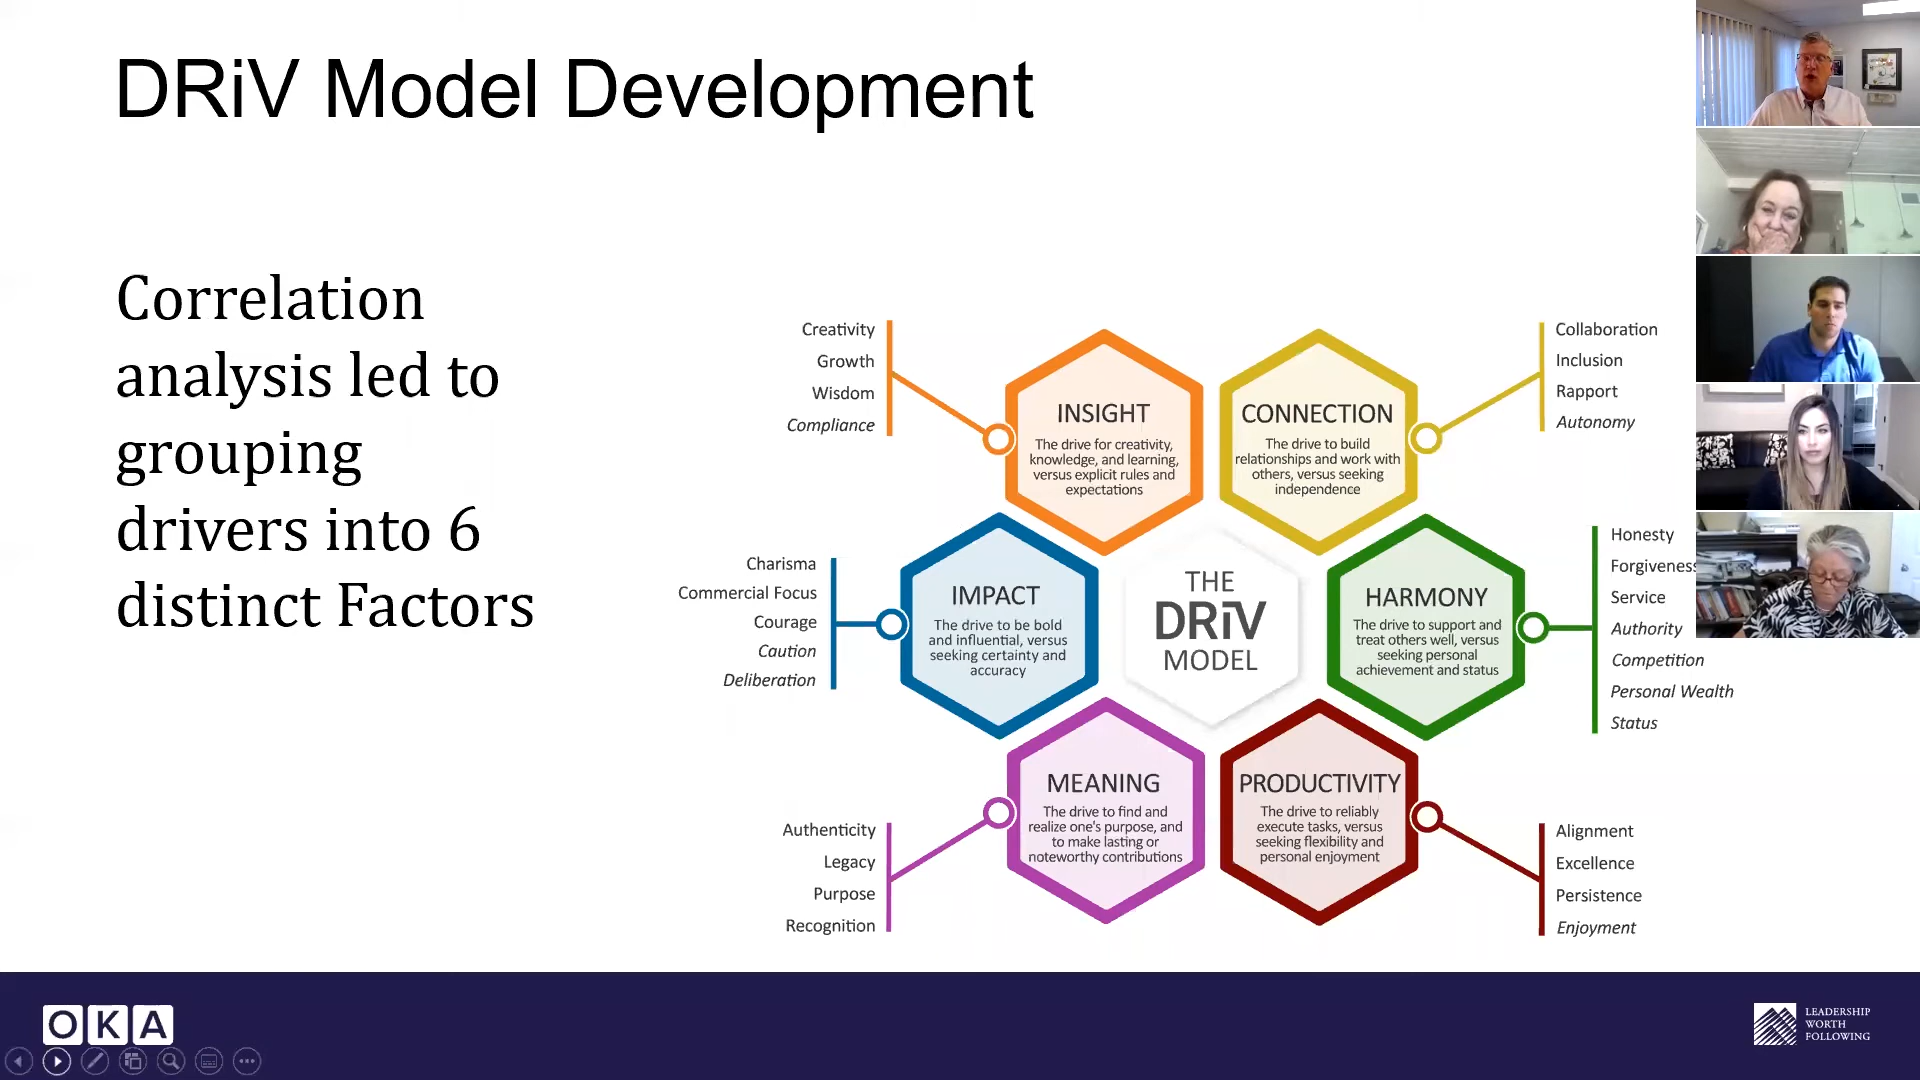 DRiV Model Development
Correlation
analysis led to
grouping
drivers into 6
distinct Factors
Creativity
Growth
Wisdom
Compliance
INSIGHT
The drive for creativity,
knowledge, and learning,
versus explicit rules and
expectations
CONNECTION
The drive to build
relationships and work with
others, versus seeking
independence
Collaboration
Inclusion
Rapport
Autonomy
Charisma
Commercial Focus
Courage
Caution
Deliberation
IMPACT
The drive to be bold
and influential, versus
seeking certainty and
accuracy
THE
DRiV
MODEL
HARMONY
The drive to support and
treat others well, versus
seeking personal
achievement and status
Honesty
Forgiveness
Service
Authority
Competition
Personal Wealth
Status
Authenticity
Legacy
Purpose
Recognition
MEANING
The drive to find and
realize one's purpose, and
to make lasting or
noteworthy contributions
PRODUCTIVITY
The drive to reliably
execute tasks, versus
seeking flexibility and
personal enjoyment
Alignment
Excellence
Persistence
Enjoyment
OKA
LEADERSHIP
WORTH
FOLLOWING